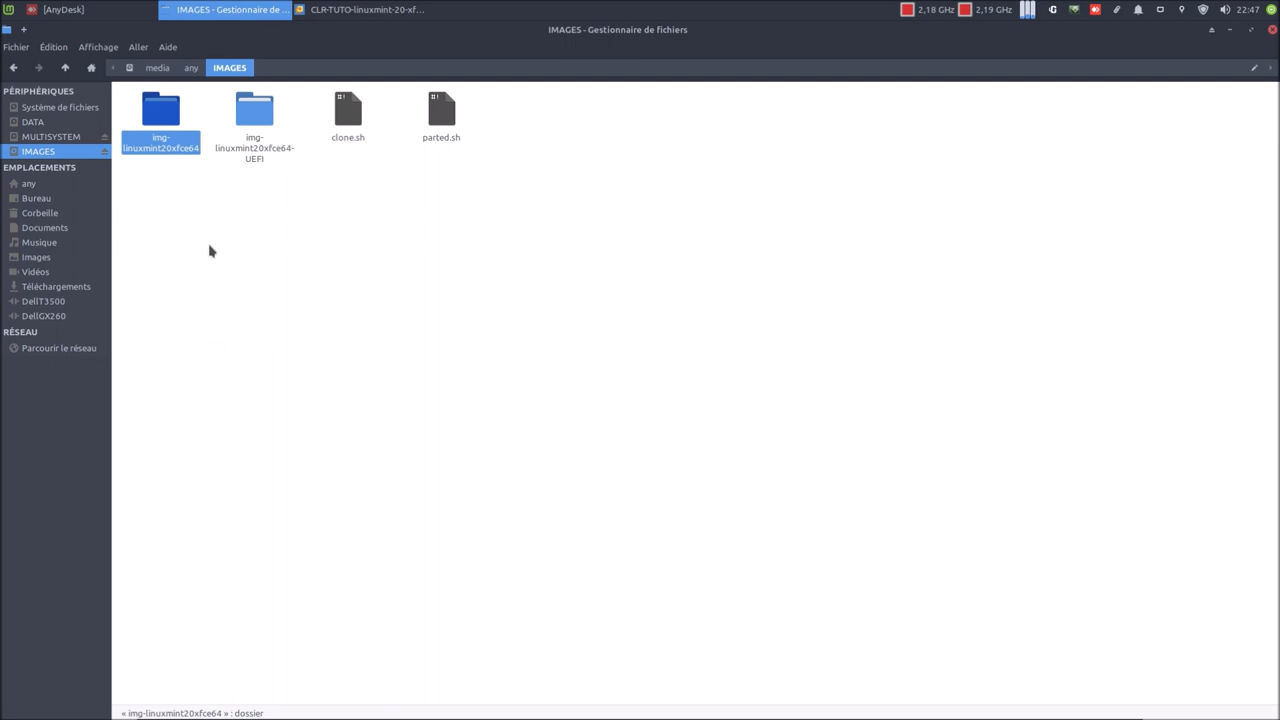 [AnyDesk]
IMAGES - Gestionnaire de ...
CLR-TUTO-linuxmint-20-xf...
2,18 GHz
2,19 GHz
22:47
IMAGES - Gestionnaire de fichiers
Fichier
Édition
Affichage
Aller
Aide
media
any
IMAGES
PÉRIPHÉRIQUES
Système de fichiers
DATA
MULTISYSTEM
IMAGES
EMPLACEMENTS
any
Bureau
Corbeille
Documents
Musique
Images
Vidéos
Téléchargements
DellT3500
DellGX260
RÉSEAU
Parcourir le réseau
img-
linuxmint20xfce64
img-
linuxmint20xfce64-
UEFI
clone.sh
parted.sh
« img-linuxmint20xfce64 » : dossier